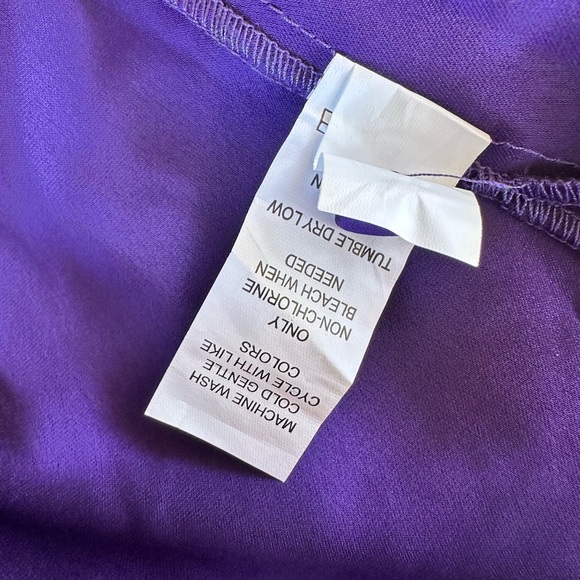 MACHINE WASH
COLD GENTLE
CYCLE WITH LIKE
COLORS
ONLY
NON-CHLORINE
BLEACH WHEN
NEEDED
TUMBLE DRY LOW